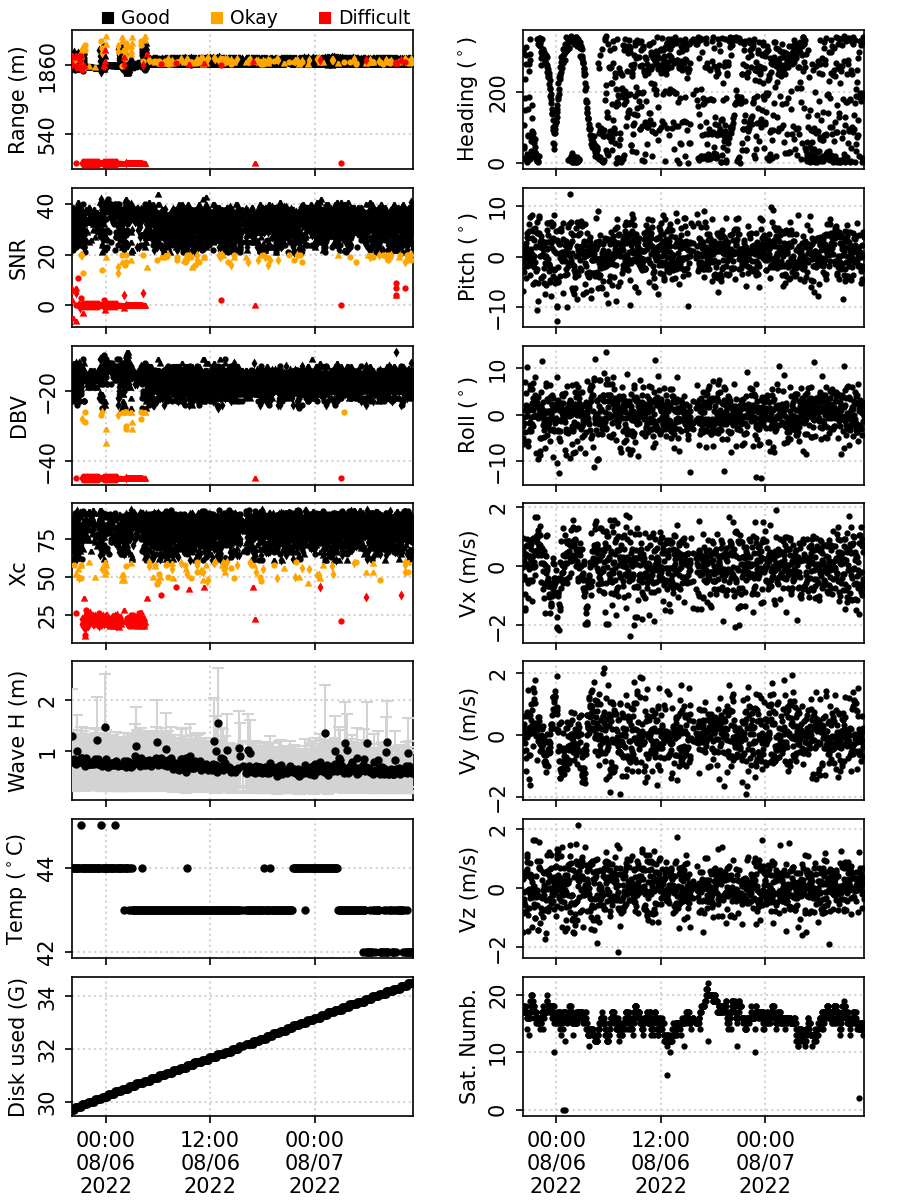 Good Okay Difficult
Range (m)
1860
540
Heading (°)
200
0
SNR
40
20
0
Pitch (°)
10
0
−10
DBV
−20
−40
Roll (°)
10
0
−10
Xc
75
50
25
Vx (m/s)
2
0
−2
Wave H (m)
2
1
Vy (m/s)
2
0
−2
Temp (°C)
44
43
42
Vz (m/s)
2
0
−2
Disk used (G)
34
32
30
Sat. Numb.
20
10
0
00:00 12:00 00:00
08/06 08/06 08/07
2022 2022 2022
00:00 12:00 00:00
08/06 08/06 08/07
2022 2022 2022